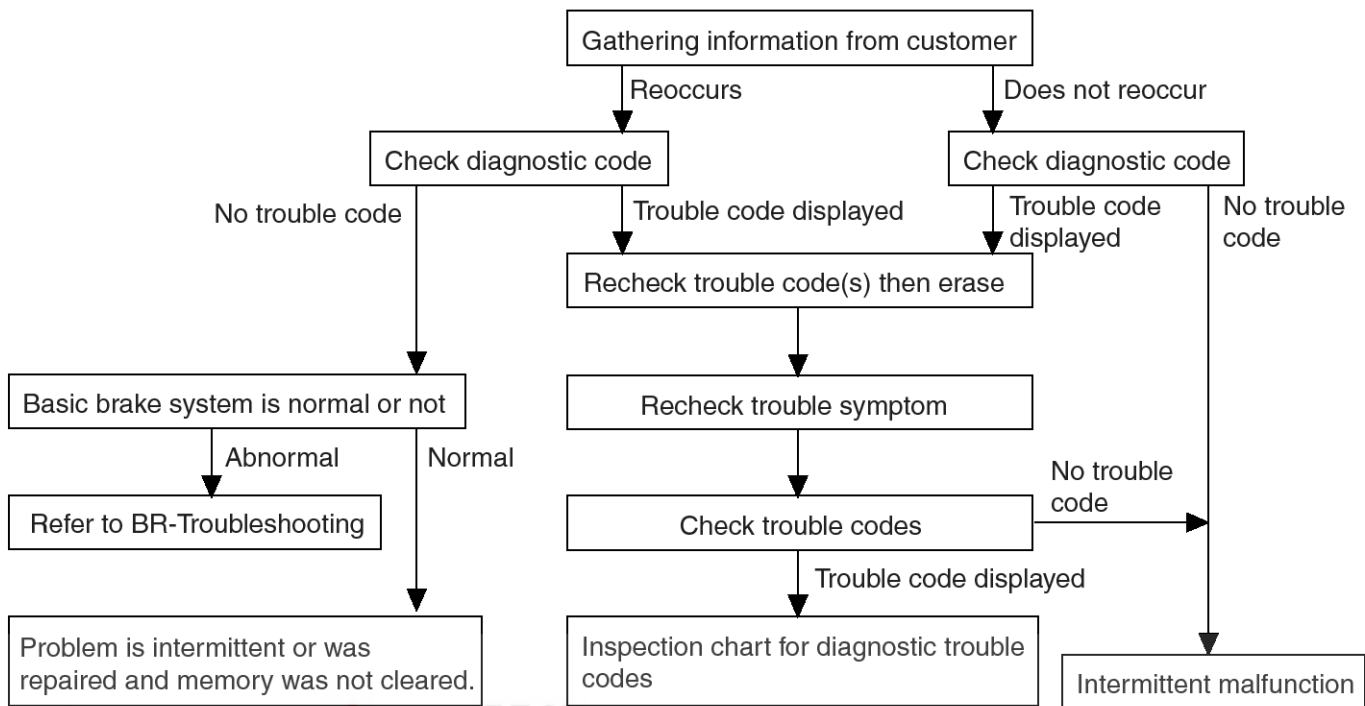 Gathering information from customer
Reoccurs
Does not reoccur
Check diagnostic code
Check diagnostic code
No trouble code
Trouble code displayed
Trouble code
displayed
No trouble
code
Recheck trouble code(s) then erase
Basic brake system is normal or not
Recheck trouble symptom
Abnormal
Normal
No trouble
code
Refer to BR-Troubleshooting
Check trouble codes
Trouble code displayed
Problem is intermittent or was
repaired and memory was not cleared.
Inspection chart for diagnostic trouble
codes
Intermittent malfunction